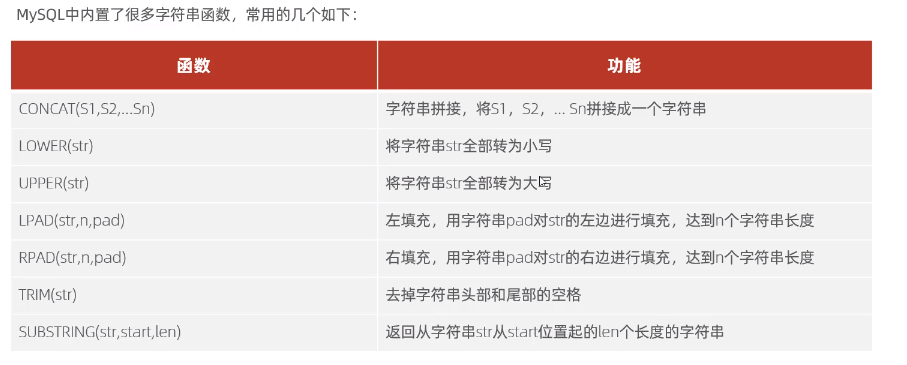 MySQL中内置了很多字符串函数，常用的几个如下：
函数 功能
CONCAT(S1,S2,...Sn) 字符串拼接，将S1，S2，... Sn拼接成一个字符串
LOWER(str) 将字符串str全部转为小写
UPPER(str) 将字符串str全部转为大写
LPAD(str,n,pad) 左填充，用字符串pad对str的左边进行填充，达到n个字符串长度
RPAD(str,n,pad) 右填充，用字符串pad对str的右边进行填充，达到n个字符串长度
TRIM(str) 去掉字符串头部和尾部的空格
SUBSTRING(str,start,len) 返回从字符串str从start位置起的len个长度的字符串